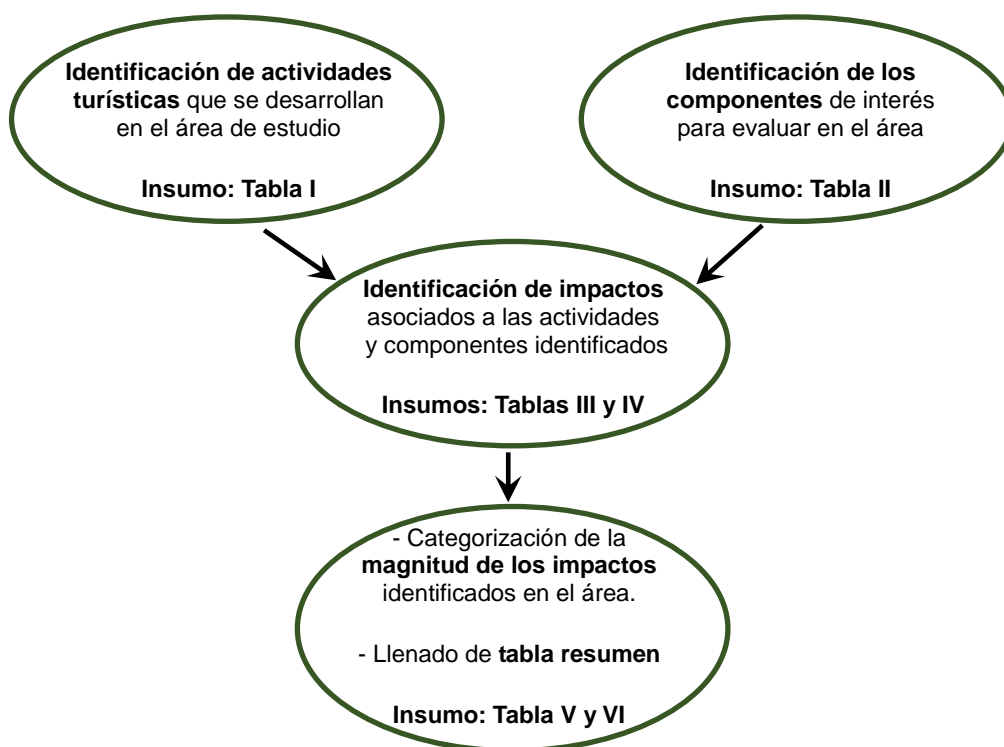 Identificación de actividades
turísticas que se desarrollan
en el área de estudio
Insumo: Tabla I
Identificación de los
componentes de interés
para evaluar en el área
Insumo: Tabla II
Identificación de impactos
asociados a las actividades
y componentes identificados
Insumos: Tablas III y IV
- Categorización de la
magnitud de los impactos
identificados en el área.
- Llenado de tabla resumen
Insumo: Tabla V y VI